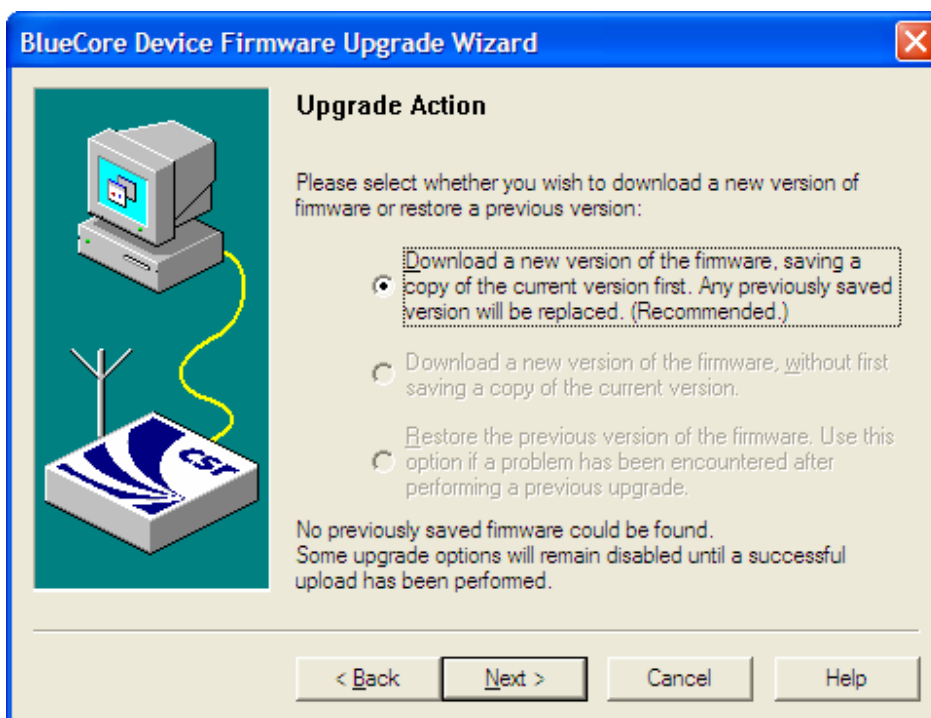 BlueCore Device Firmware Upgrade Wizard
Upgrade Action
Please select whether you wish to download a new version of
firmware or restore a previous version:
Download a new version of the firmware, saving a
copy of the current version first. Any previously saved
version will be replaced. (Recommended.)
Download a new version of the firmware, without first
saving a copy of the current version.
Restore the previous version of the firmware. Use this
option if a problem has been encountered after
performing a previous upgrade.
csr
No previously saved firmware could be found.
Some upgrade options will remain disabled until a successful
upload has been performed.
< Back
Next >
Cancel
Help